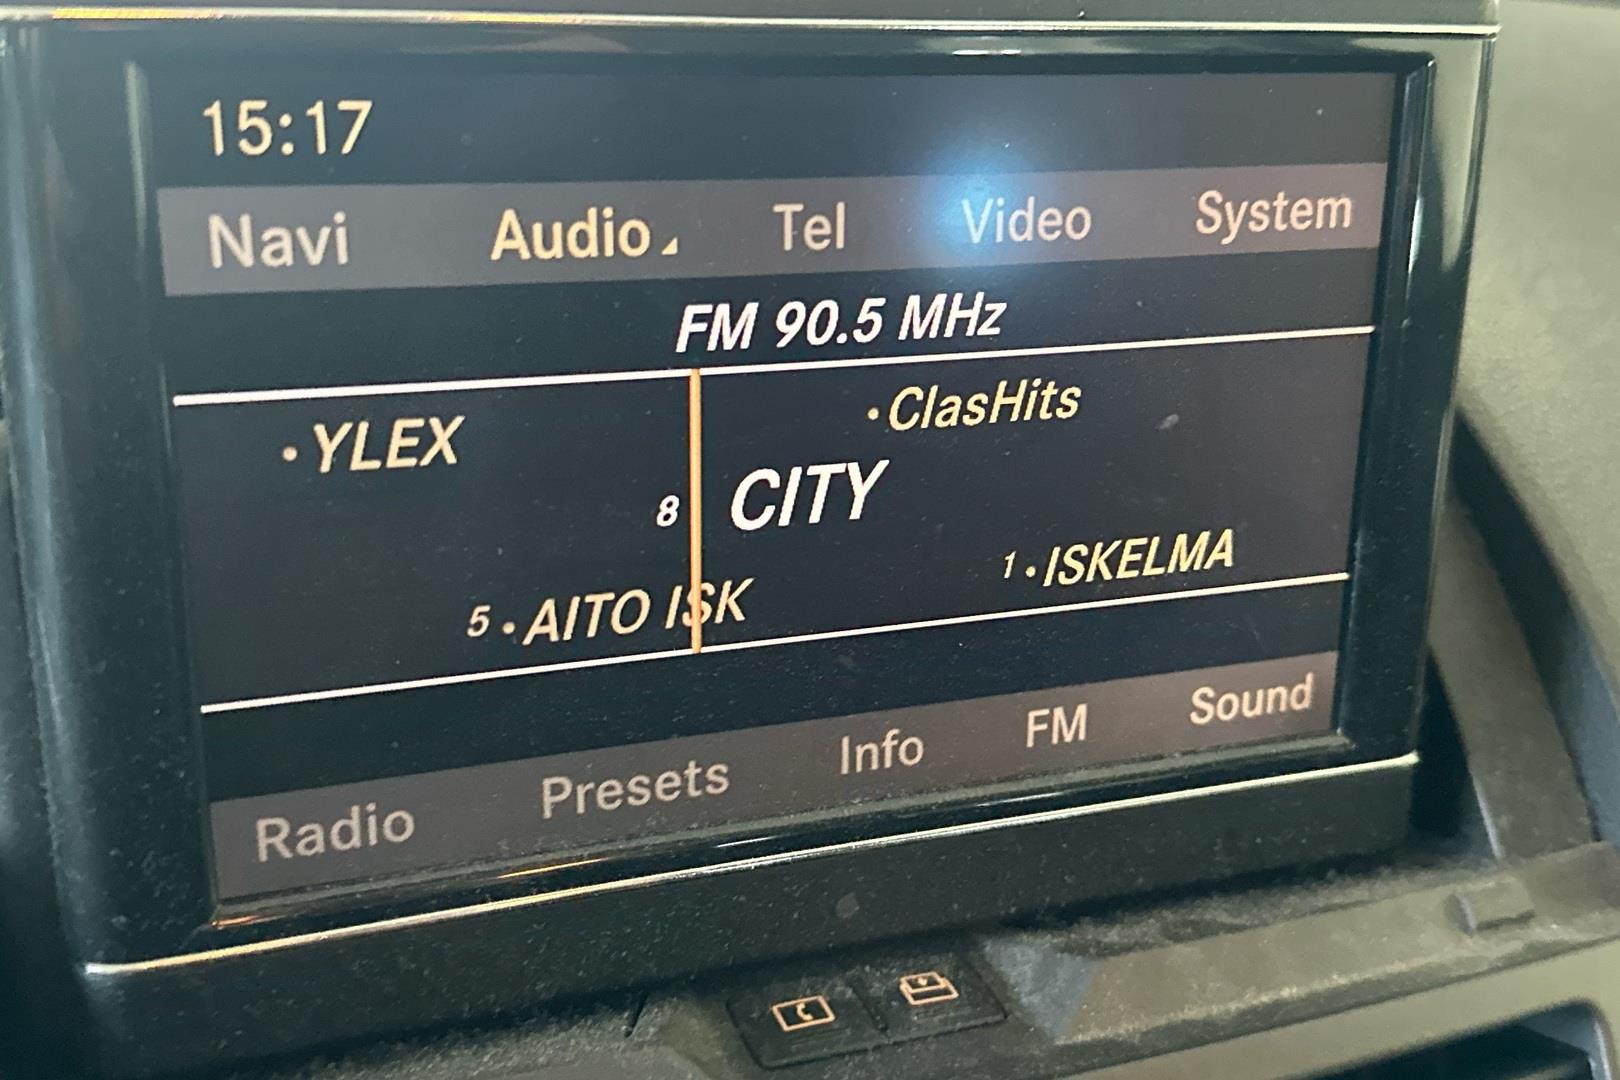 15:17
Navi Audio Tel Video System
FM 90.5 MHz
·YLEX ·ClasHits
8 CITY
5·AITO ISK 1·ISKELMA
Radio Presets Info FM Sound